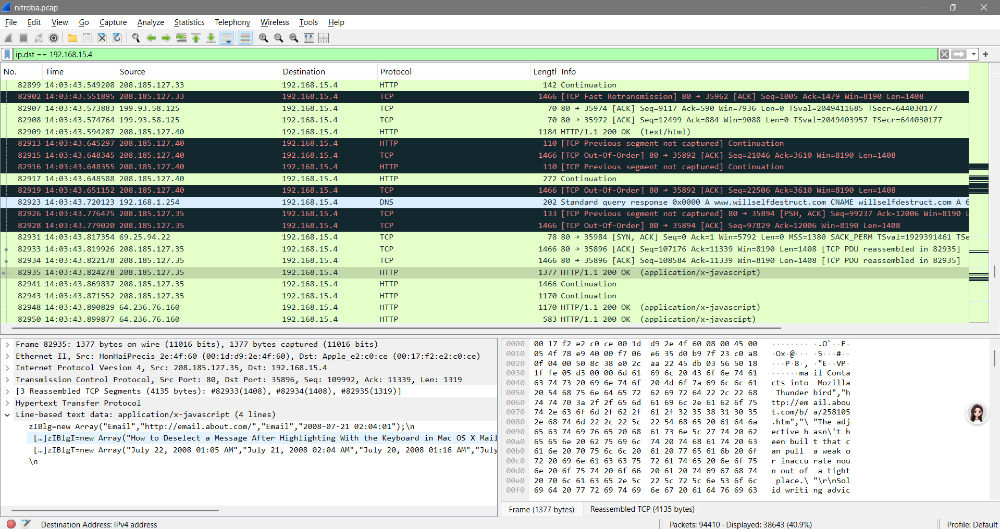 nitroba.pcap
File Edit View Go Capture Analyze Statistics Telephony Wireless Tools Help
ip.dst == 192.168.15.4
No. Time Source Destination Protocol Length Info
82899 14:03:43.549208 208.185.127.33 192.168.15.4 HTTP 142 Continuation
82902 14:03:43.551895 208.185.127.33 192.168.15.4 TCP 1466 [TCP Fast Retransmission] 80 → 35962 [ACK] Seq=1005 Ack=1479 Win=8190 Len=1408
82907 14:03:43.573883 199.93.58.125 192.168.15.4 TCP 70 80 → 35974 [ACK] Seq=9117 Ack=590 Win=7936 Len=0 TSval=2049411685 TSecr=644030177
82908 14:03:43.574764 199.93.58.125 192.168.15.4 TCP 70 80 → 35972 [ACK] Seq=12499 Ack=884 Win=9088 Len=0 TSval=2049403957 TSecr=644030177
82909 14:03:43.594287 208.185.127.40 192.168.15.4 HTTP 1184 HTTP/1.1 200 OK (text/html)
82913 14:03:43.645297 208.185.127.40 192.168.15.4 HTTP 110 [TCP Previous segment not captured] Continuation
82915 14:03:43.648345 208.185.127.40 192.168.15.4 TCP 1466 [TCP Out-Of-Order] 80 → 35892 [ACK] Seq=21046 Ack=3610 Win=8190 Len=1408
82916 14:03:43.648355 208.185.127.40 192.168.15.4 HTTP 110 [TCP Previous segment not captured] Continuation
82917 14:03:43.648588 208.185.127.40 192.168.15.4 HTTP 272 Continuation
82919 14:03:43.651152 208.185.127.40 192.168.15.4 TCP 1466 [TCP Out-Of-Order] 80 → 35892 [ACK] Seq=22506 Ack=3610 Win=8190 Len=1408
82923 14:03:43.720123 192.168.1.254 192.168.15.4 DNS 202 Standard query response 0x0000 A www.willselfdestruct.com CNAME willselfdestruct.com A 6
82926 14:03:43.776475 208.185.127.35 192.168.15.4 TCP 133 [TCP Previous segment not captured] 80 → 35894 [PSH, ACK] Seq=99237 Ack=12006 Win=8190 L
82928 14:03:43.779020 208.185.127.35 192.168.15.4 TCP 1466 [TCP Out-Of-Order] 80 → 35894 [ACK] Seq=97829 Ack=12006 Win=8190 Len=1408
82931 14:03:43.817354 69.25.94.22 192.168.15.4 TCP 78 80 → 35984 [SYN, ACK] Seq=0 Ack=1 Win=5792 Len=0 MSS=1380 SACK_PERM TSval=1929391461 TSe
82933 14:03:43.819926 208.185.127.35 192.168.15.4 TCP 1466 80 → 35896 [ACK] Seq=107176 Ack=11339 Win=8190 Len=1408 [TCP PDU reassembled in 82935]
82934 14:03:43.822178 208.185.127.35 192.168.15.4 TCP 1466 80 → 35896 [ACK] Seq=108584 Ack=11339 Win=8190 Len=1408 [TCP PDU reassembled in 82935]
82935 14:03:43.824278 208.185.127.35 192.168.15.4 HTTP 1377 HTTP/1.1 200 OK (application/x-javascript)
82941 14:03:43.869837 208.185.127.35 192.168.15.4 HTTP 1466 Continuation
82943 14:03:43.871552 208.185.127.35 192.168.15.4 HTTP 1170 Continuation
82948 14:03:43.890829 64.236.76.160 192.168.15.4 HTTP 1170 HTTP/1.1 200 OK (application/x-javascript)
82950 14:03:43.899877 64.236.76.160 192.168.15.4 HTTP 583 HTTP/1.1 200 OK (application/x-javascipt)
Frame 82935: 1377 bytes on wire (11016 bits), 1377 bytes captured (11016 bits)
Ethernet II, Src: HonHaiPrecis_2e:4f:60 (00:1d:d9:2e:4f:60), Dst: Apple_e2:c0:ce (00:17:f2:e2:c0:ce)
Internet Protocol Version 4, Src: 208.185.127.35, Dst: 192.168.15.4
Transmission Control Protocol, Src Port: 80, Dst Port: 35896, Seq: 109992, Ack: 11339, Len: 1319
[3 Reassembled TCP Segments (4135 bytes): #82933(1408), #82934(1408), #82935(1319)]
Hypertext Transfer Protocol
Line-based text data: application/x-javascript (4 lines)
zIBlg=new Array("Email","http://email.about.com/","Email","2008-07-21 02:04:01");\n
[…]zIBlgI=new Array("How to Deselect a Message After Highlighting With the Keyboard in Mac OS X Mail
[…]zIBlgT=new Array("July 22, 2008 01:05 AM","July 21, 2008 02:04 AM","July 20, 2008 01:16 AM","July
\n
0000 00 17 f2 e2 c0 ce 00 1d d9 2e 4f 60 08 00 45 00 ········ ·.O`··E·
0010 05 4f 78 e9 40 00 f7 06 e6 35 d0 b9 7f 23 c0 a8 ·Ox·@··· ·5···#··
0020 0f 04 00 50 8c 38 e0 2c aa 22 45 db 03 56 50 18 ···P·8·, ·"E··VP·
0030 1f fe 05 d3 00 00 6d 61 69 6c 20 43 6f 6e 74 61 ······ma il Conta
0040 63 74 73 20 69 6e 74 6f 20 4d 6f 7a 69 6c 6c 61 cts into Mozilla
0050 20 54 68 75 6e 64 65 72 62 69 72 64 22 2c 22 68 Thunder bird","h
0060 74 74 70 3a 2f 2f 65 6d 61 69 6c 2e 61 62 6f 75 ttp://em ail.abou
0070 74 2e 63 6f 6d 2f 62 2f 61 2f 32 35 38 31 30 35 t.com/b/ a/258105
0080 2e 68 74 6d 22 2c 22 5c 22 54 68 65 20 61 64 6a .htm","\ "The adj
0090 65 63 74 69 76 65 20 68 61 73 6e 5c 27 74 20 62 ective h asn\'t b
00a0 65 65 6e 20 62 75 69 6c 74 20 74 68 61 74 20 63 een buil t that c
00b0 61 6e 20 70 75 6c 6c 20 61 20 77 65 61 6b 20 6f an pull a weak o
00c0 72 20 69 6e 61 63 63 75 72 61 74 65 20 6e 6f 75 r inaccu rate nou
00d0 6e 20 6f 75 74 20 6f 66 20 61 20 74 69 67 68 74 n out of a tight
00e0 20 70 6c 61 63 65 2e 5c 22 5c 72 5c 6e 53 6f 6c place.\ "\r\nSol
00f0 69 64 20 77 72 69 74 69 6e 67 20 61 64 76 69 63 id writi ng advic
Frame (1377 bytes) Reassembled TCP (4135 bytes)
Destination Address: IPv4 address Packets: 94410 · Displayed: 38643 (40.9%) Profile: Default